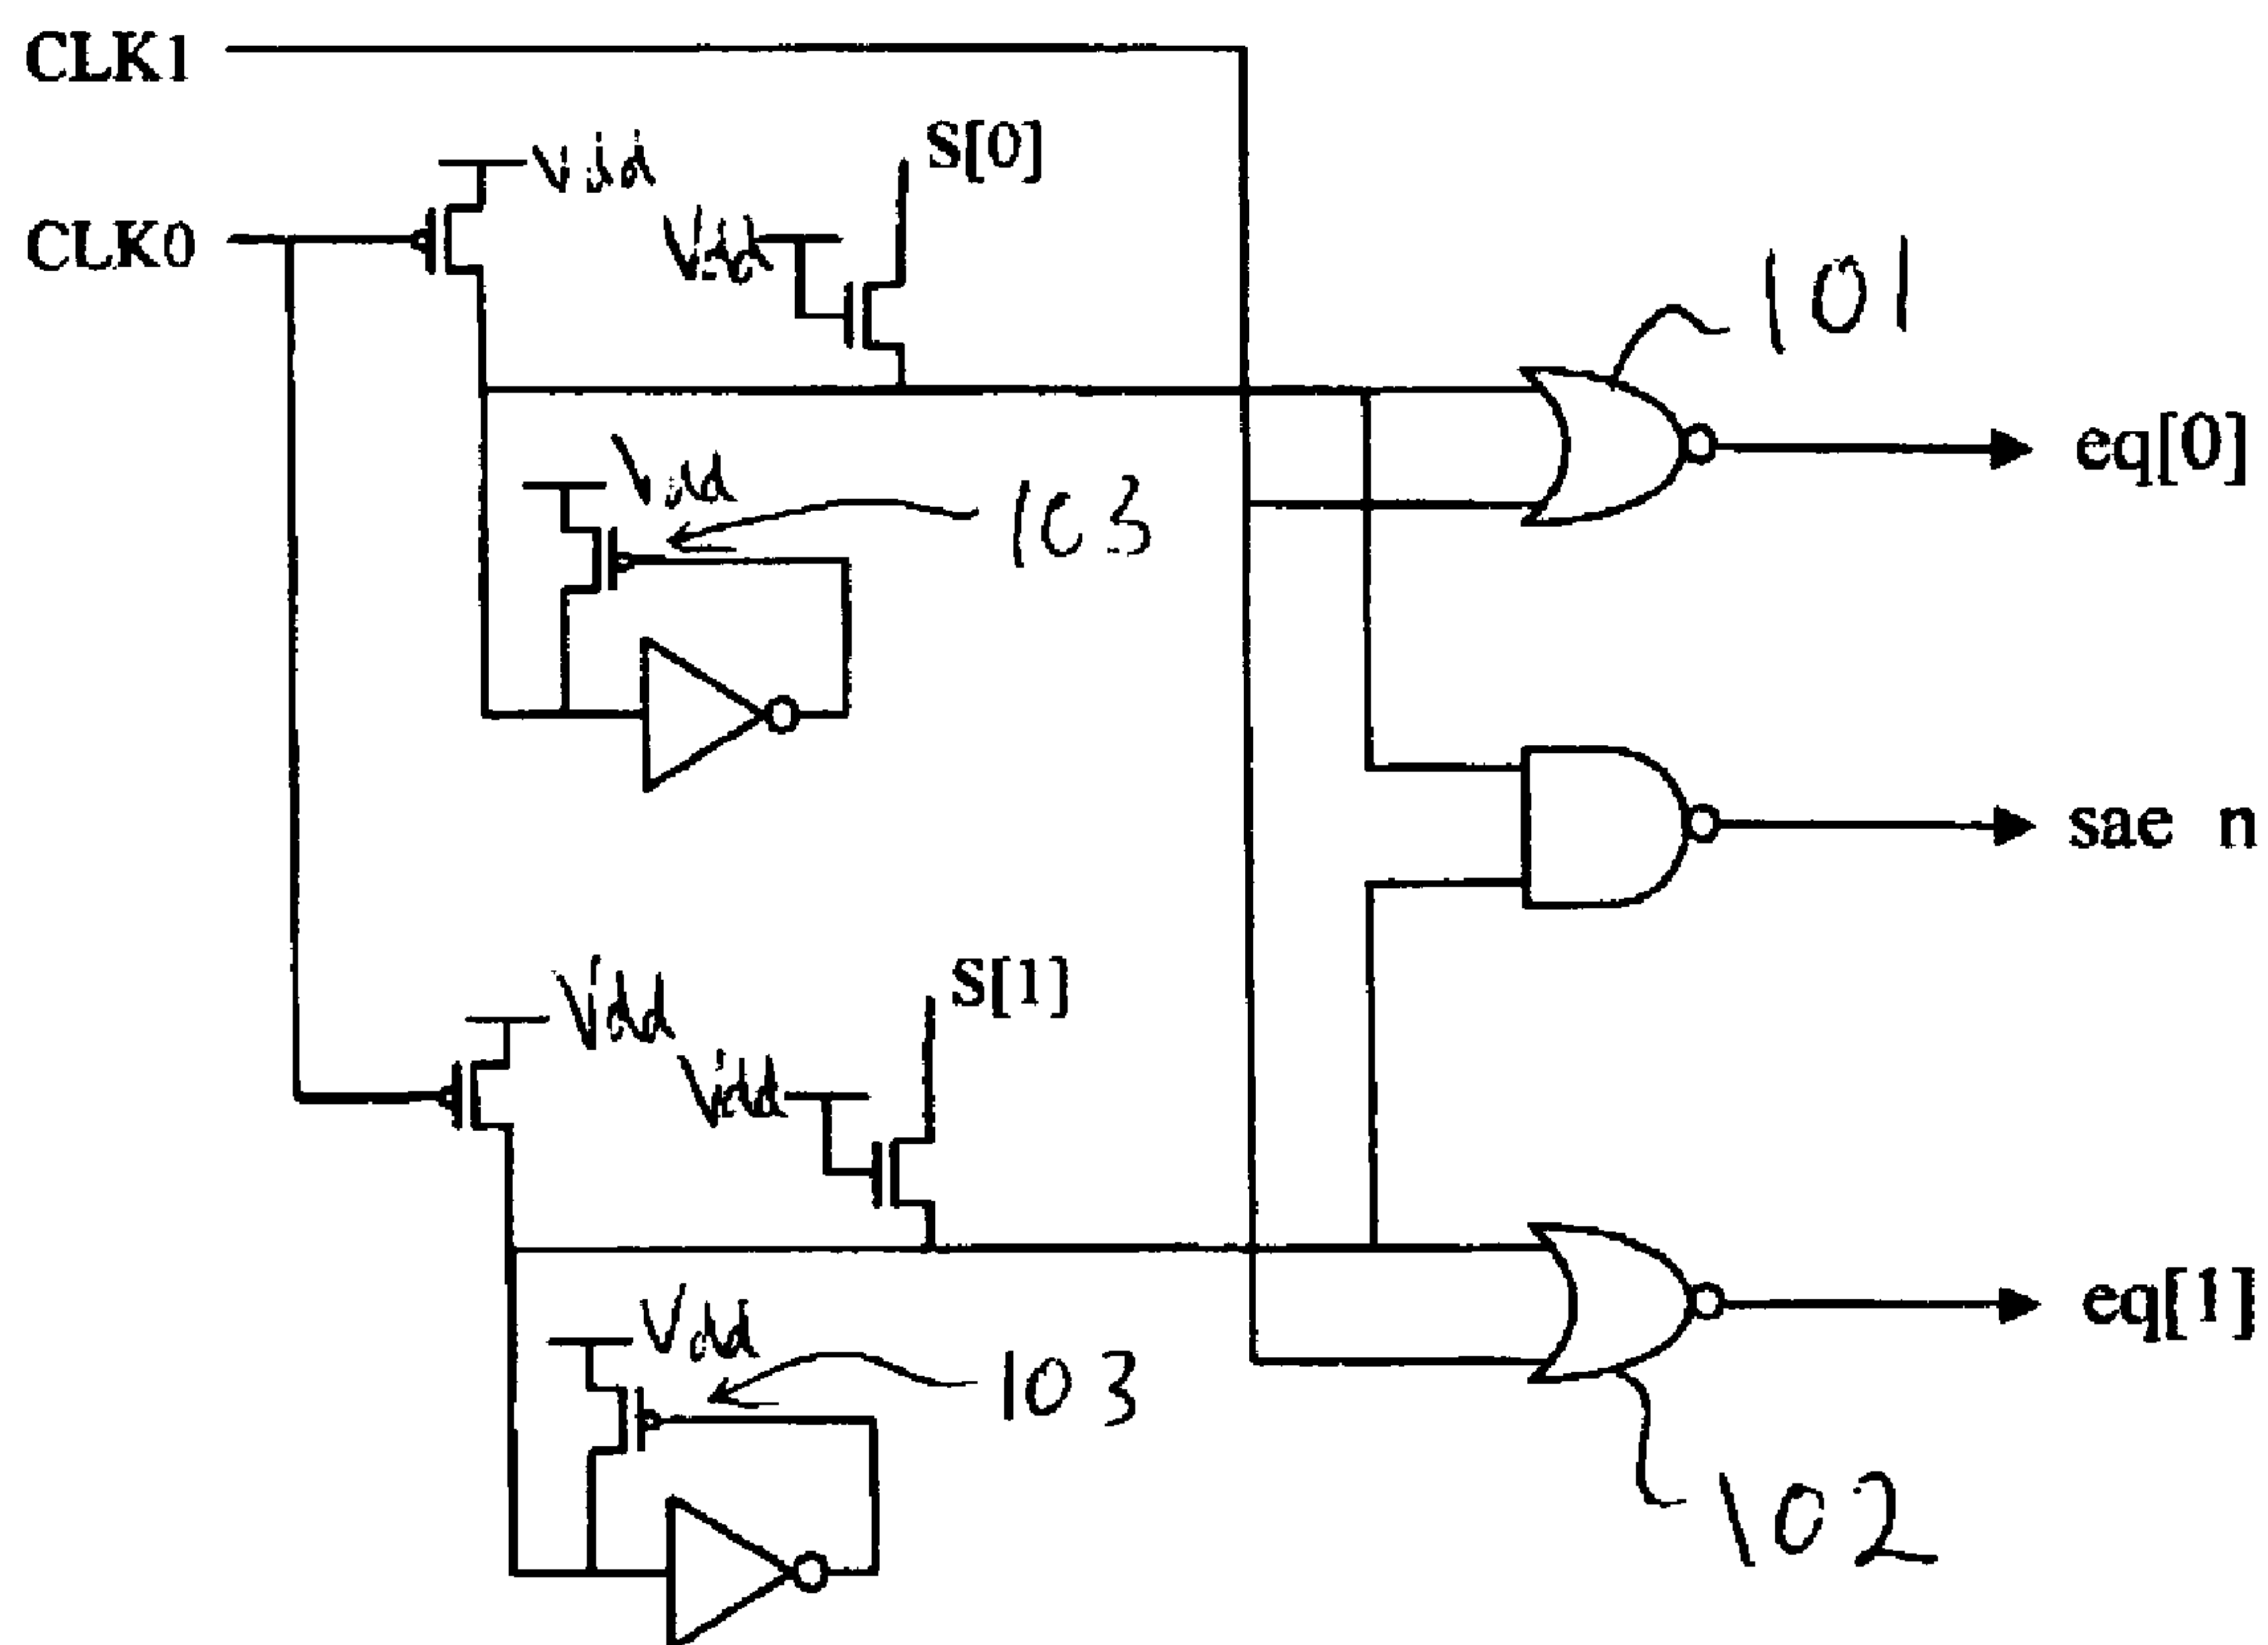 CLK1
Vdd
S[0]
CLK0
Vdd
101
eq[0]
Vdd
103
sae n
S[1]
Vdd
Vdd
eq[1]
Vdd
103
102